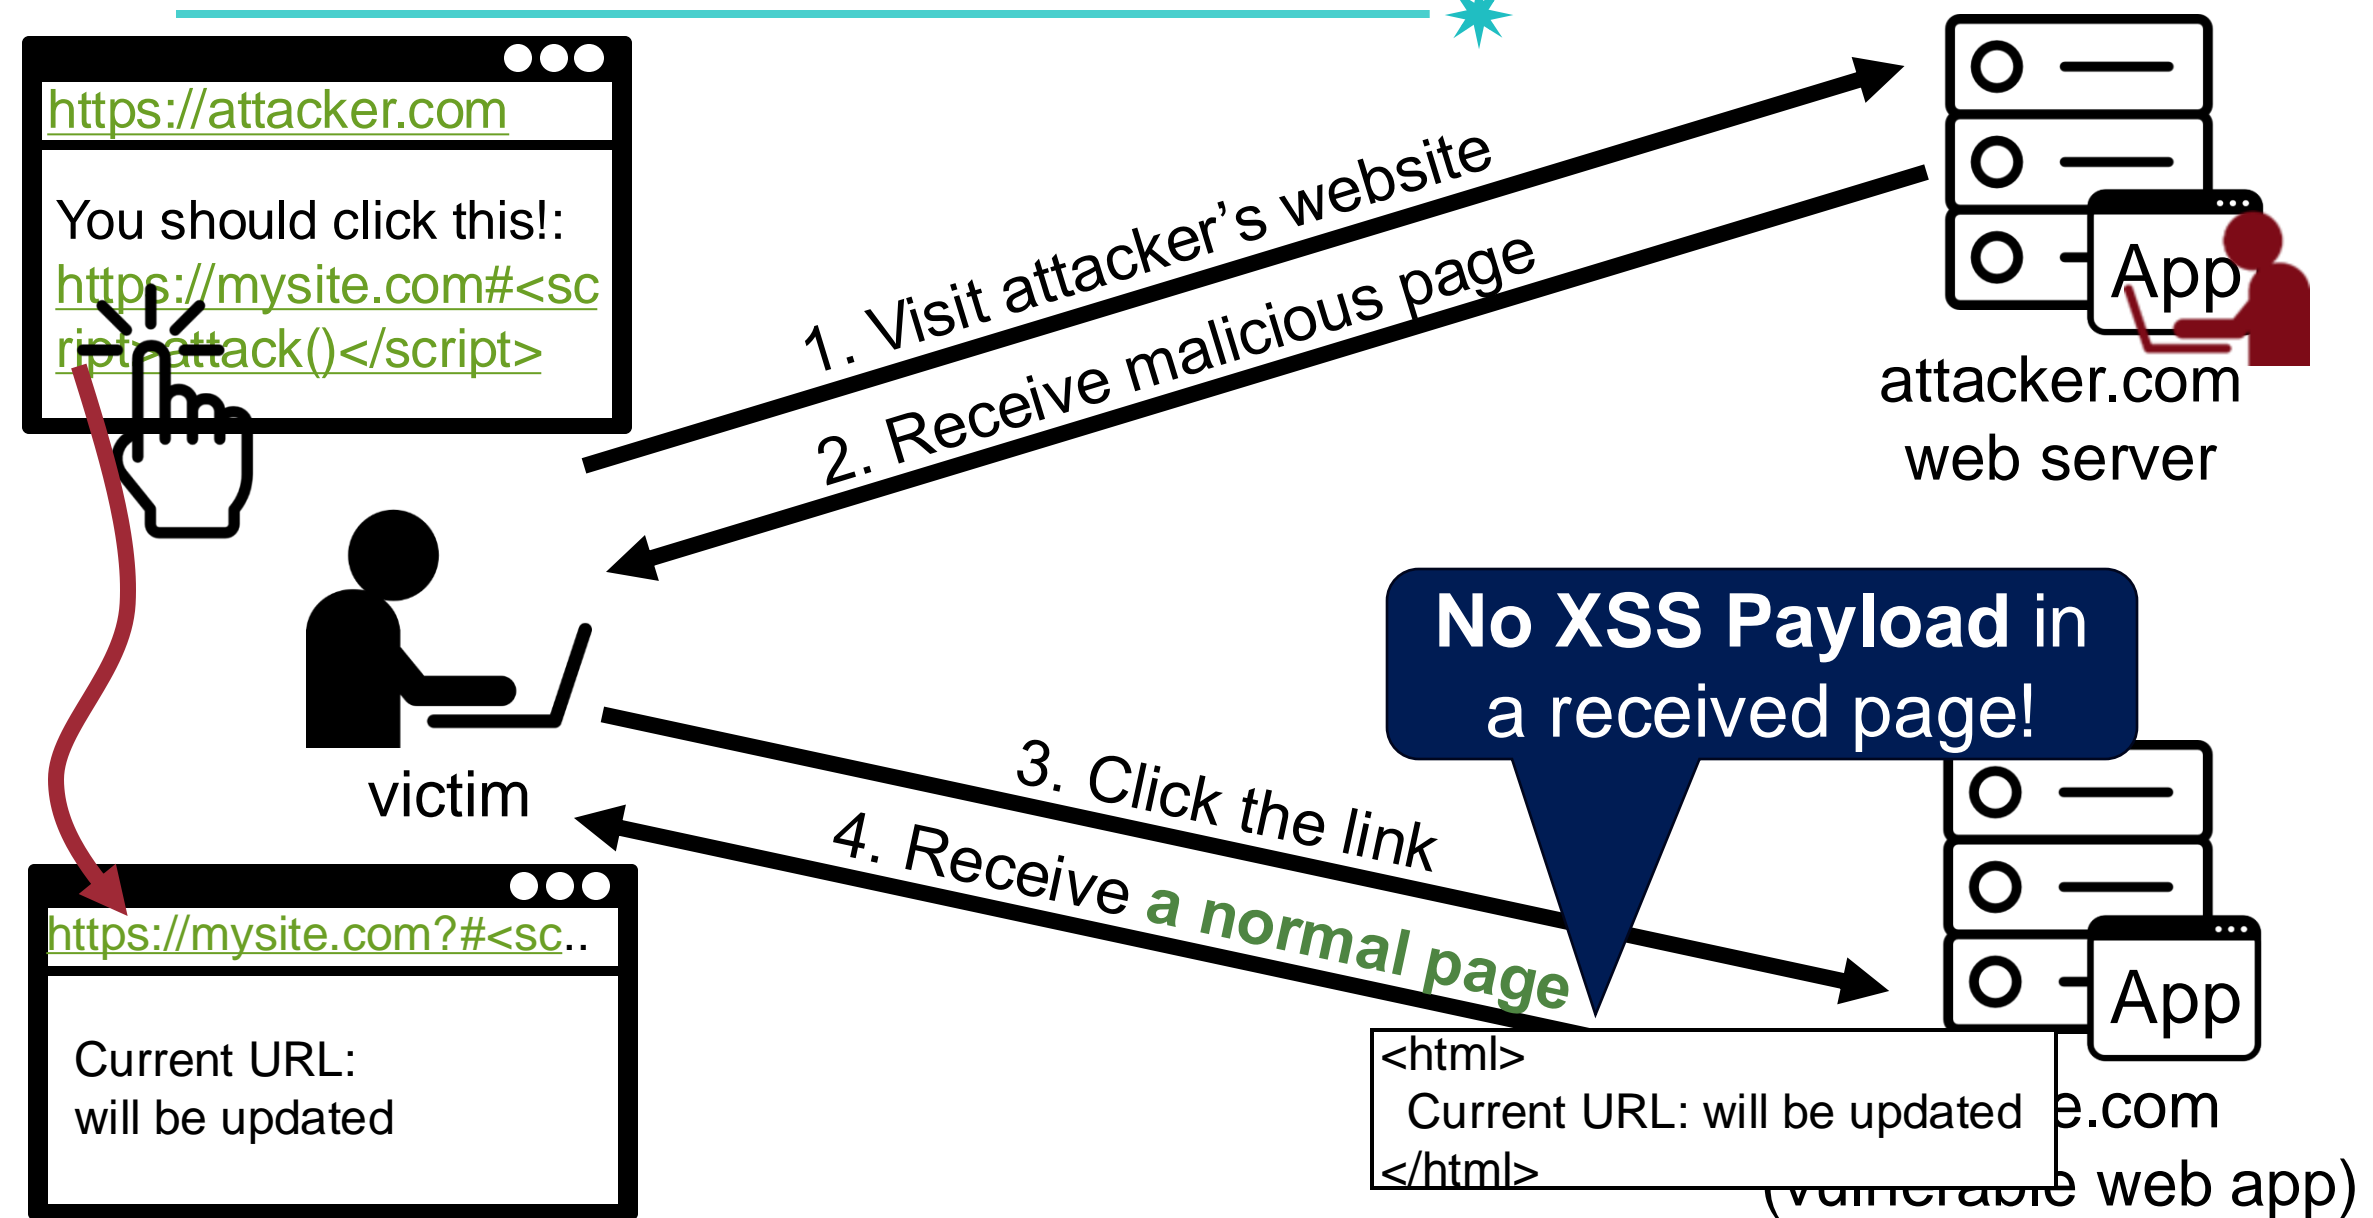 https://attacker.com
You should click this!:
https://mysite.com#<sc
ript>attack()</script>
1. Visit attacker’s website
2. Receive malicious page
App
attacker.com
web server
victim
No XSS Payload in
a received page!
3. Click the link
4. Receive a normal page
App
https://mysite.com?#<sc..
Current URL:
will be updated
<html>
Current URL: will be updated
</html>
e.com
(vulnerable web app)